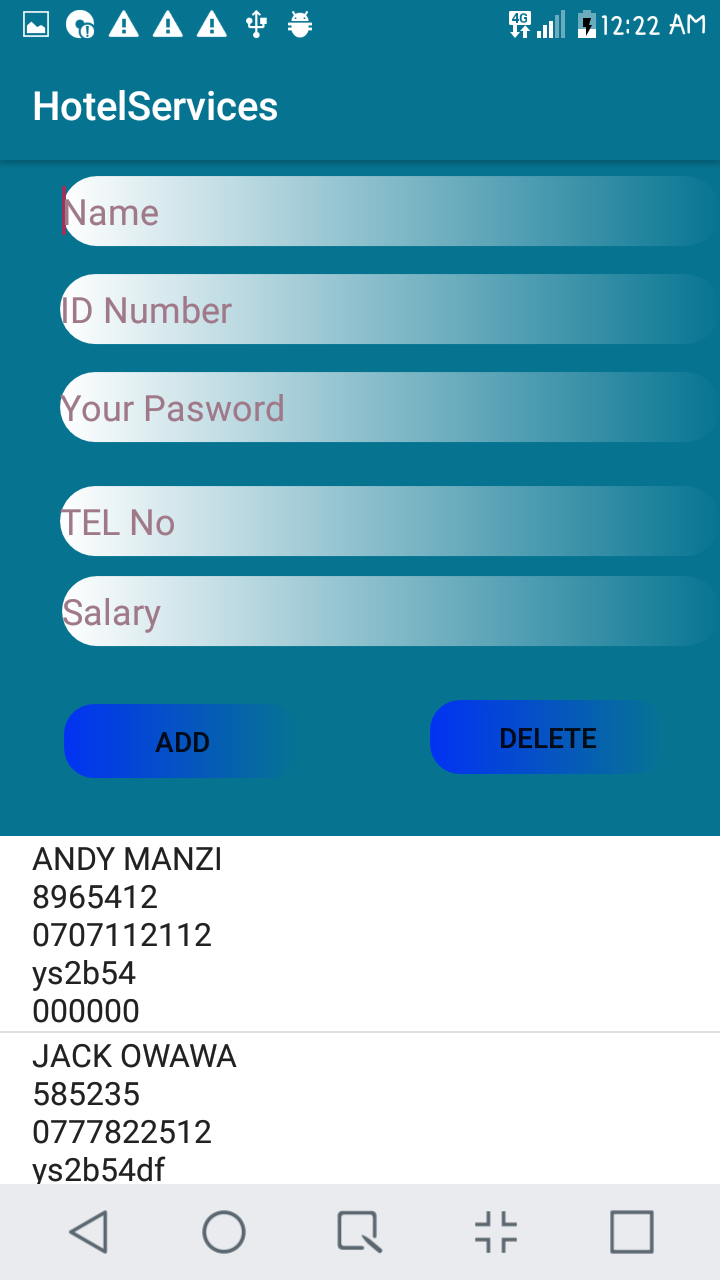 4G 12:22 AM
HotelServices
Name
ID Number
Your Pasword
TEL No
Salary
ADD DELETE
ANDY MANZI
8965412
0707112112
ys2b54
000000
JACK OWAWA
585235
0777822512
ys2b54df